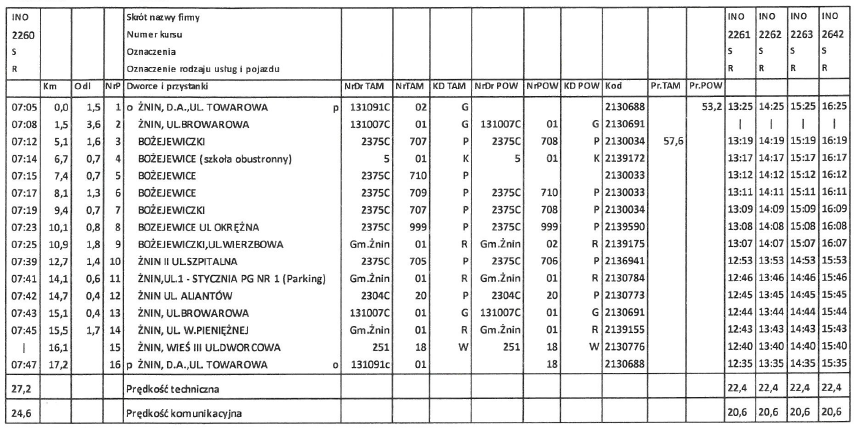 INO Skrót nazwy firmy INO INO INO INO
2260 Numer kursu 2261 2262 2263 2642
S Oznaczenia S S S S
R Oznaczenie rodzaju usług i pojazdu R R R R
Km Odl NrP Dworce i przystanki NrDr TAM NrTAM KD TAM NrDr POW NrPOW KD POW Kod Pr.TAM Pr.POW
07:05 0,0 1,5 1 o ŻNIN, D.A.,UL. TOWAROWA p 131091C 02 G 2130688 53,2 13:25 14:25 15:25 16:25
07:08 1,5 3,6 2 ŻNIN, UL.BROWAROWA 131007C 01 G 131007C 01 G 2130691 | | | |
07:12 5,1 1,6 3 BOŻEJEWICZKI 2375C 707 P 2375C 708 P 2130034 57,6 13:19 14:19 15:19 16:19
07:14 6,7 0,7 4 BOŻEJEWICE (szkoła obustronny) 5 01 K 5 01 K 2139172 13:17 14:17 15:17 16:17
07:15 7,4 0,7 5 BOŻEJEWICE 2375C 710 P 2130033 13:12 14:12 15:12 16:12
07:17 8,1 1,3 6 BOŻEJEWICE 2375C 709 P 2375C 710 P 2130033 13:11 14:11 15:11 16:11
07:19 9,4 0,7 7 BOŻEJEWICZKI 2375C 707 P 2375C 708 P 2130034 13:09 14:09 15:09 16:09
07:23 10,1 0,8 8 BOZEJEWICE UL OKRĘŻNA 2375C 999 P 2375C 999 P 2139590 13:08 14:08 15:08 16:08
07:25 10,9 1,8 9 BOŻEJEWICZKI,UL.WIERZBOWA Gm.Żnin 01 R Gm.Żnin 02 R 2139175 13:07 14:07 15:07 16:07
07:39 12,7 1,4 10 ŻNIN II UL.SZPITALNA 2375C 705 P 2375C 706 P 2136941 12:53 13:53 14:53 15:53
07:41 14,1 0,6 11 ŻNIN,UL.1 - STYCZNIA PG NR 1 (Parking) Gm.Żnin 01 R Gm.Żnin 01 R 2130784 12:46 13:46 14:46 15:46
07:42 14,7 0,4 12 ŻNIN UL. ALIANTÓW 2304C 20 P 2304C 20 P 2130773 12:45 13:45 14:45 15:45
07:43 15,1 0,4 13 ŻNIN, UL.BROWAROWA 131007C 01 G 131007C 01 G 2130691 12:44 13:44 14:44 15:44
07:45 15,5 1,7 14 ŻNIN, UL. W.PIENIĘŻNEJ Gm.Żnin 01 R Gm.Żnin 01 R 2139155 12:43 13:43 14:43 15:43
| 16,1 15 ŻNIN, WIEŚ III UL.DWORCOWA 251 18 W 251 18 W 2130776 12:40 13:40 14:40 15:40
07:47 17,2 16 p ŻNIN, D.A.,UL. TOWAROWA o 131091c 01 18 2130688 12:35 13:35 14:35 15:35
27,2 Prędkość techniczna 22,4 22,4 22,4 22,4
24,6 Prędkość komunikacyjna 20,6 20,6 20,6 20,6